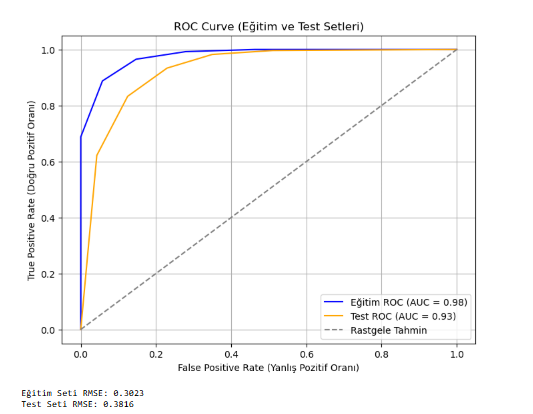 ROC Curve (Eğitim ve Test Setleri)
1.0
0.8
0.6
0.4
0.2
0.0
True Positive Rate (Doğru Pozitif Oranı)
0.0 0.2 0.4 0.6 0.8 1.0
False Positive Rate (Yanlış Pozitif Oranı)
Eğitim ROC (AUC = 0.98)
Test ROC (AUC = 0.93)
Rastgele Tahmin
Eğitim Seti RMSE: 0.3023
Test Seti RMSE: 0.3816